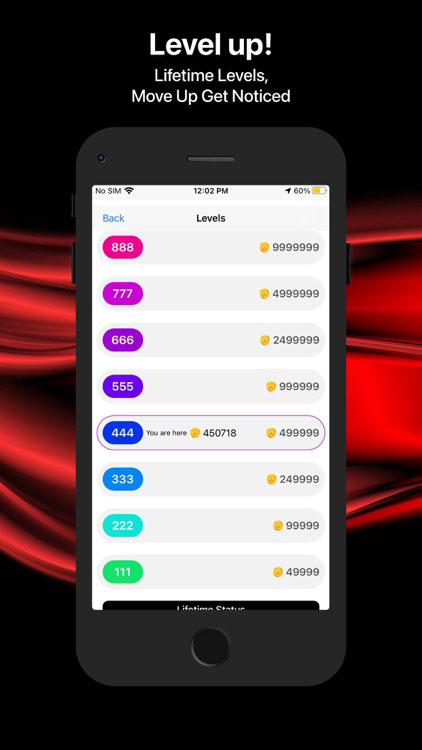 Level up!
Lifetime Levels,
Move Up Get Noticed
No SIM 12:02 PM 60%
Back Levels
888 9999999
777 4999999
666 2499999
555 999999
444 You are here 450718 499999
333 249999
222 99999
111 49999
Lifetime Status